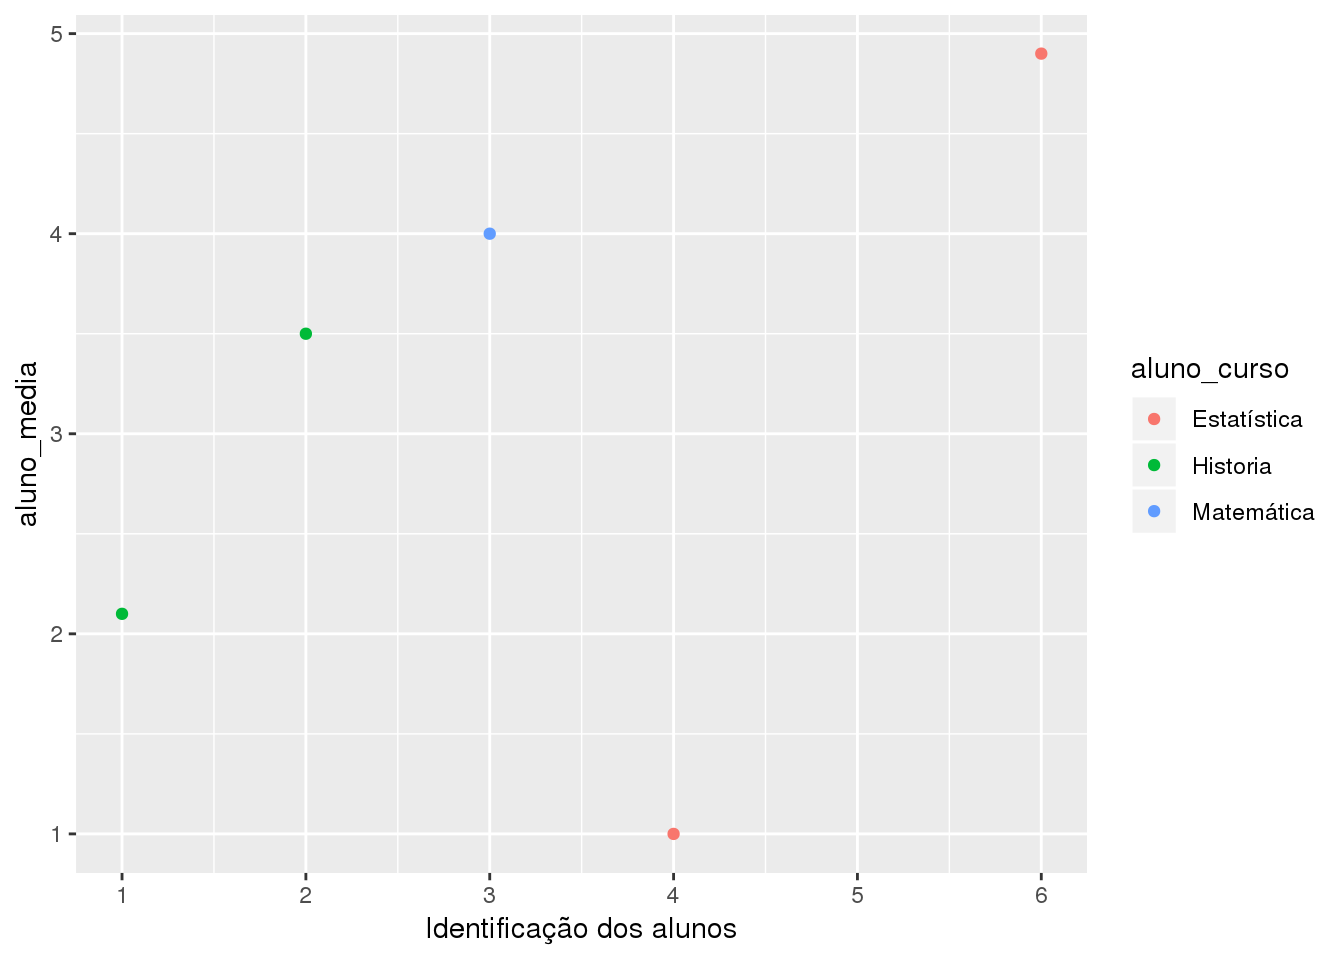 5
4
3
2
1
aluno_media
1 2 3 4 5 6
Identificação dos alunos
aluno_curso
Estatística
Historia
Matemática